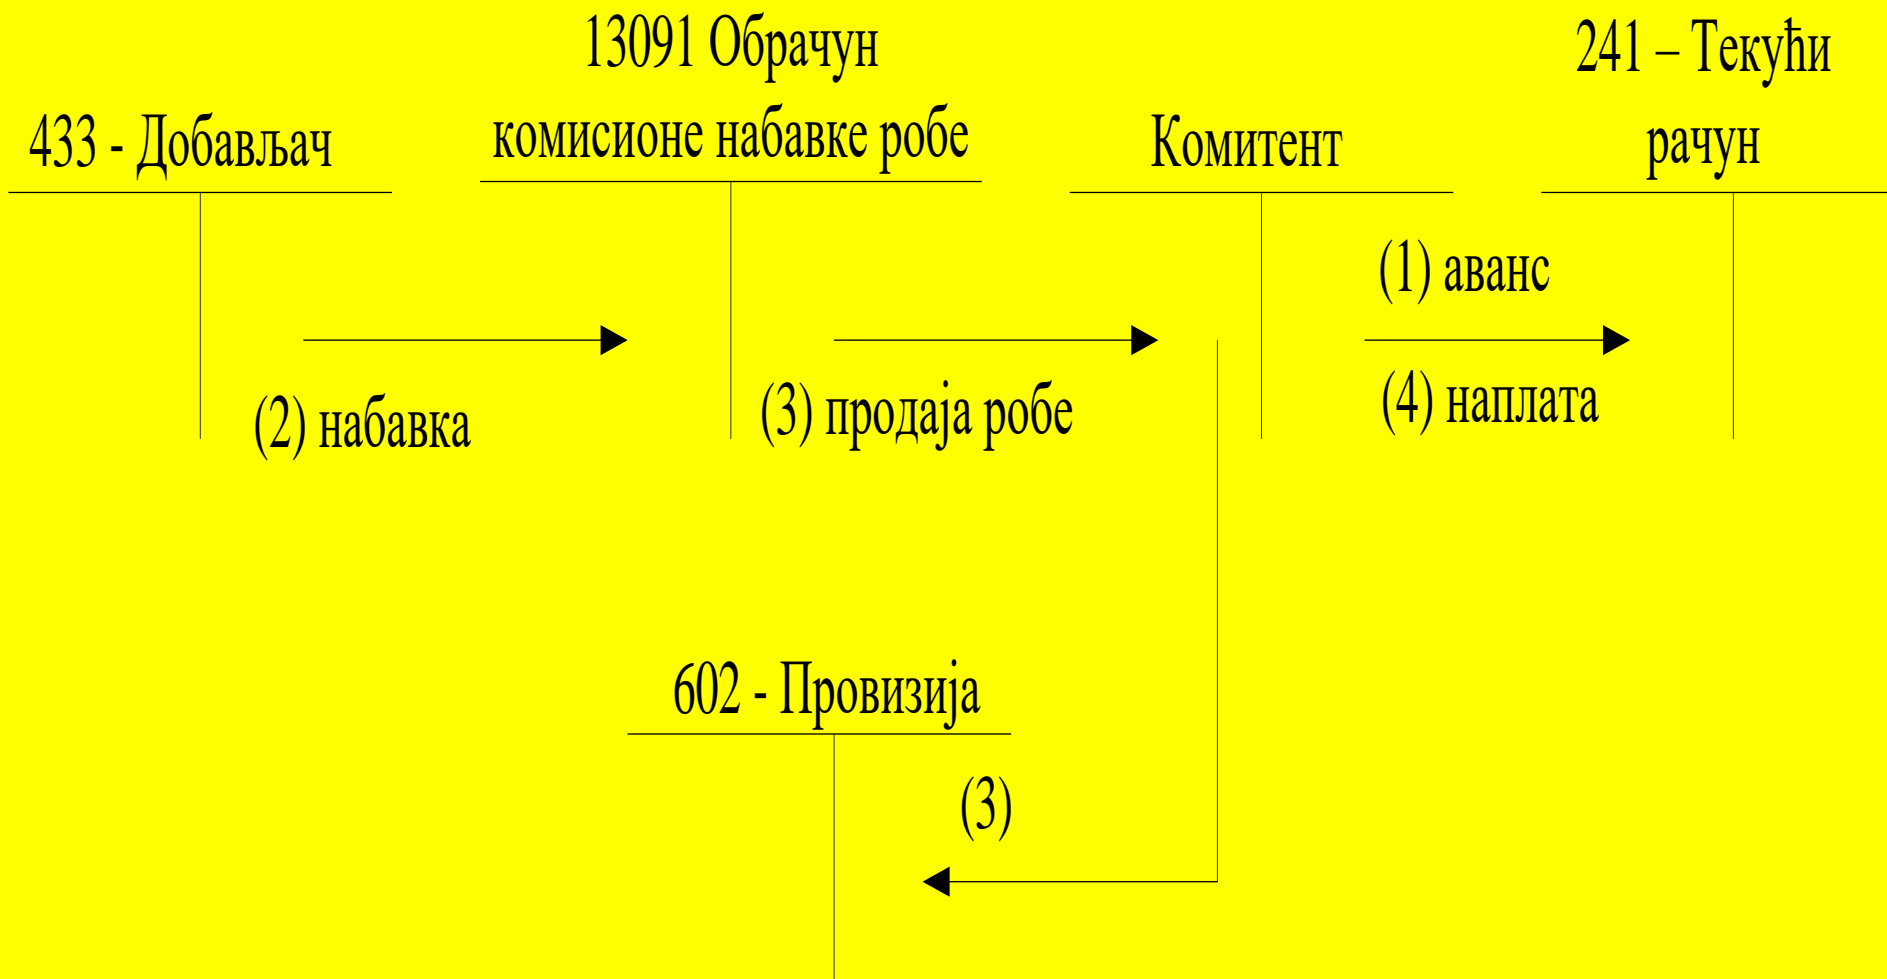 13091 Обрачун
комисионе набавке робе
433 - Добављач
Комитент
241 – Текући
рачун
(1) аванс
(2) набавка
(3) продаја робе
(4) наплата
602 - Провизија
(3)